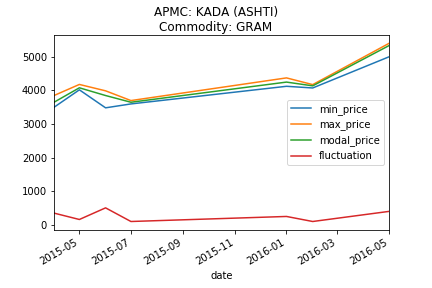 APMC: KADA (ASHTI)
Commodity: GRAM
5000
4000
3000
2000
1000
0
min_price
max_price
modal_price
fluctuation
2015-05
2015-07
2015-09
2015-11
2016-01
2016-03
2016-05
date